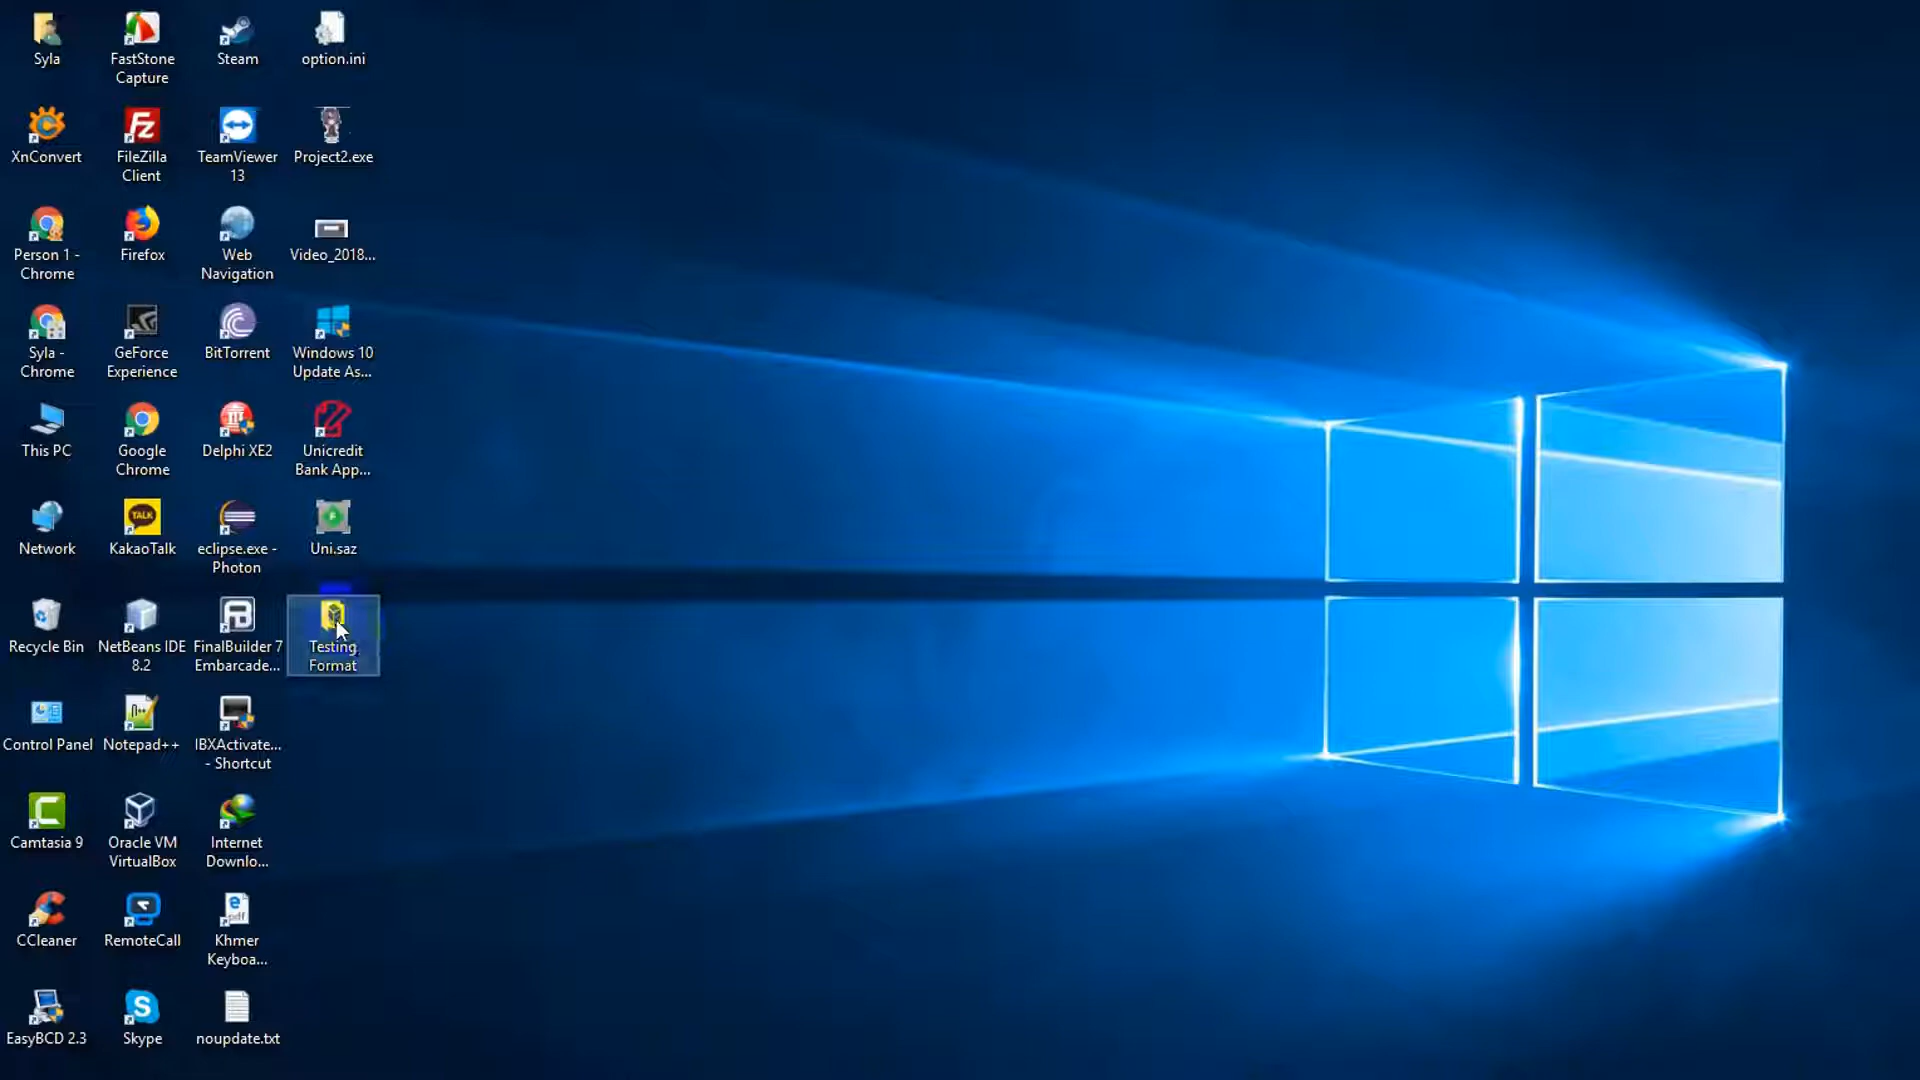 Syla
FastStone
Capture
Steam
option.ini
XnConvert
FileZilla
Client
TeamViewer
13
Project2.exe
Person 1 -
Chrome
Firefox
Web
Navigation
Video_2018...
Syla -
Chrome
GeForce
Experience
BitTorrent
Windows 10
Update As...
This PC
Google
Chrome
Delphi XE2
Unicredit
Bank App...
Network
TALK
KakaoTalk
eclipse.exe -
Photon
Uni.saz
Recycle Bin
NetBeans IDE
8.2
FinalBuilder 7
Embarcade...
Testing
Format
Control Panel
Notepad++
IBXActivate...
- Shortcut
Camtasia 9
Oracle VM
VirtualBox
Internet
Downlo...
CCleaner
RemoteCall
pdf
Khmer
Keyboa...
EasyBCD 2.3
Skype
noupdate.txt